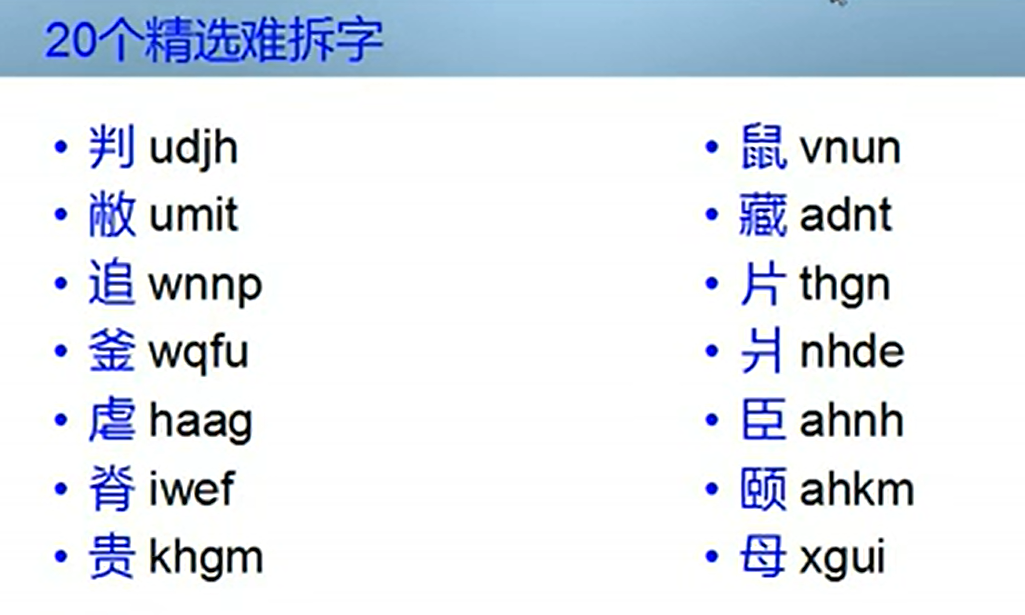 20个精选难拆字
• 判 udjh
• 敝 umit
• 追 wnnp
• 釜 wqfu
• 虐 haag
• 脊 iwef
• 贵 khgm
• 鼠 vnun
• 藏 adnt
• 片 thgn
• 爿 nhde
• 臣 ahnh
• 颐 ahkm
• 母 xgui